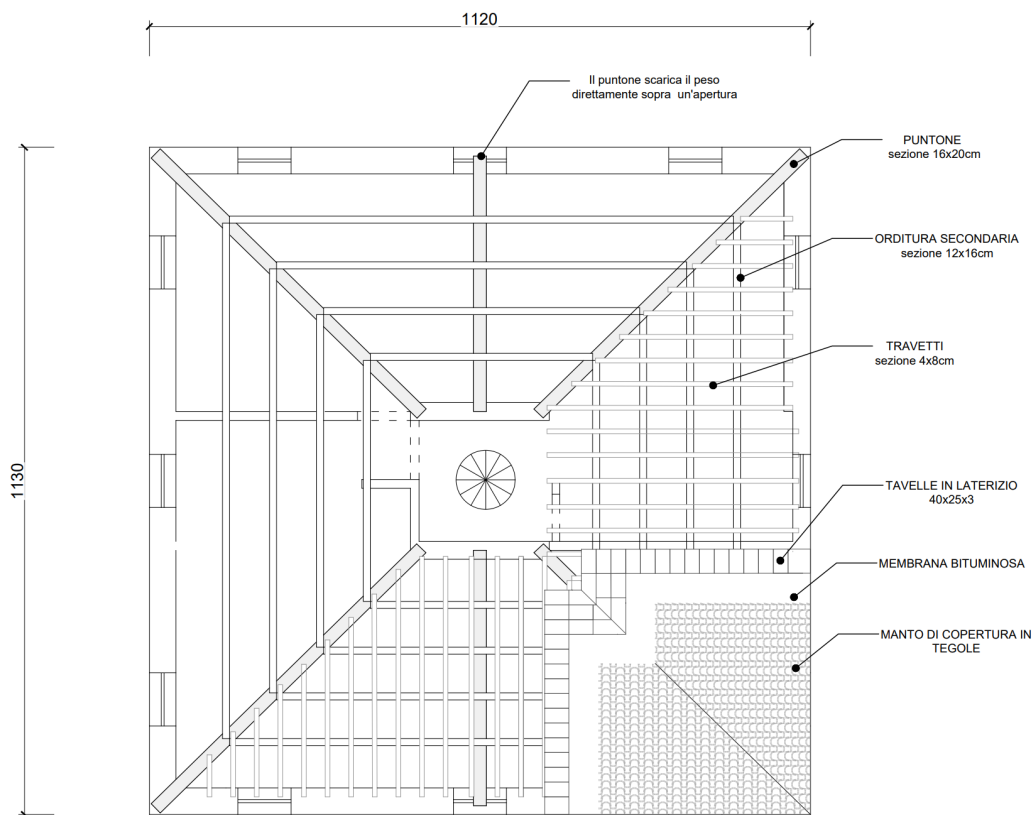 1120
Il puntone scarica il peso
direttamente sopra un'apertura
PUNTONE
sezione 16x20cm
ORDITURA SECONDARIA
sezione 12x16cm
TRAVETTI
sezione 4x8cm
1130
TAVELLE IN LATERIZIO
40x25x3
MEMBRANA BITUMINOSA
MANTO DI COPERTURA IN
TEGOLE